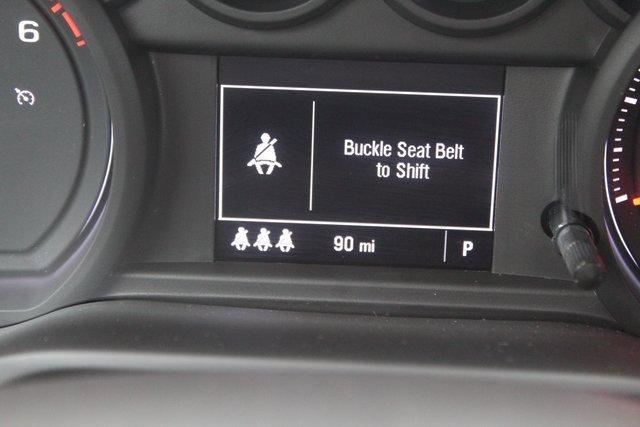 6
Buckle Seat Belt
to Shift
90 mi
P